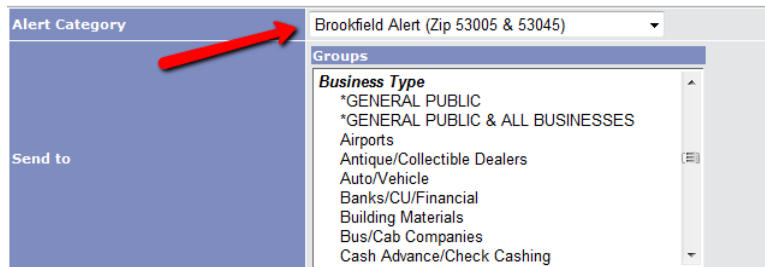 Alert Category
Brookfield Alert (Zip 53005 & 53045)
Groups
Send to
Business Type
*GENERAL PUBLIC
*GENERAL PUBLIC & ALL BUSINESSES
Airports
Antique/Collectible Dealers
Auto/Vehicle
Banks/CU/Financial
Building Materials
Bus/Cab Companies
Cash Advance/Check Cashing